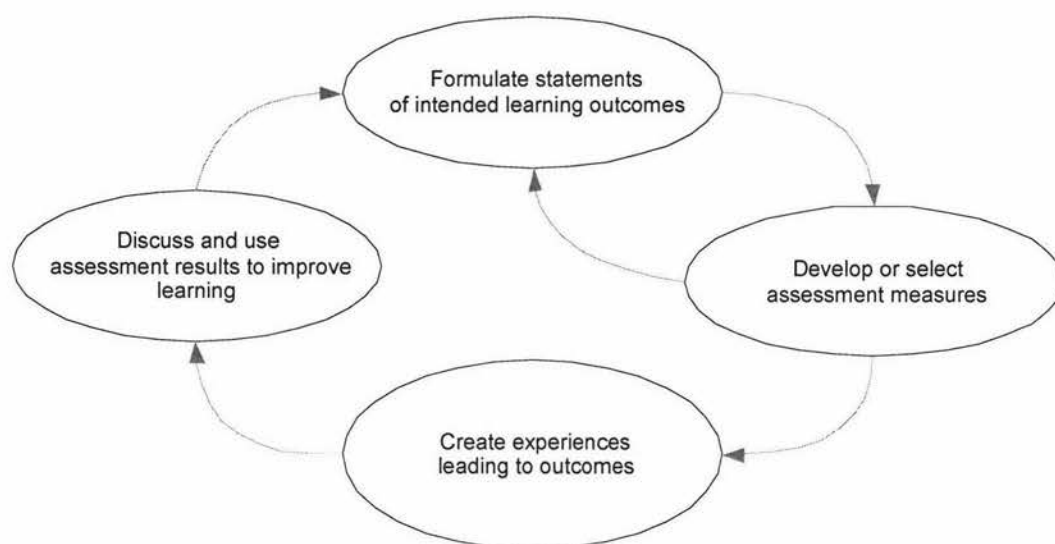 Formulate statements
of intended learning outcomes
Discuss and use
assessment results to improve
learning
Develop or select
assessment measures
Create experiences
leading to outcomes